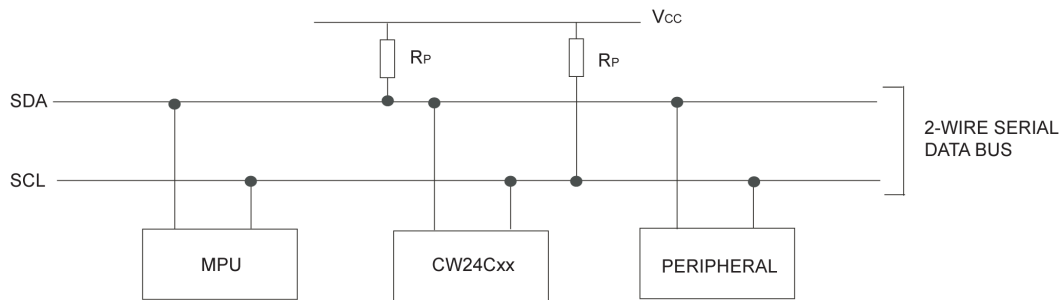 Vcc
RP
RP
SDA
2-WIRE SERIAL
DATA BUS
SCL
MPU
CW24Cxx
PERIPHERAL